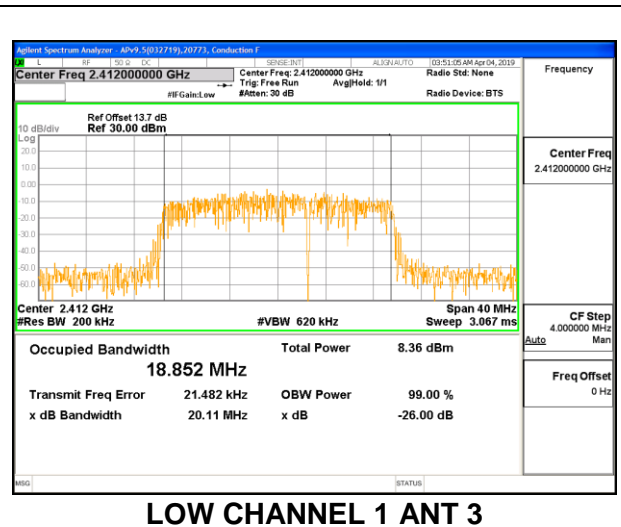 Agilent Spectrum Analyzer - APv9.5(032719),20773, Conduction F
L RF 50 Ω DC SENSE:INT ALIGN AUTO 03:51:05 AM Apr 04, 2019
Center Freq 2.412000000 GHz
Center Freq: 2.412000000 GHz
Radio Std: None
Trig: Free Run Avg|Hold: 1/1
#IFGain:Low #Atten: 30 dB Radio Device: BTS
Frequency
Ref Offset 13.7 dB
10 dB/div Ref 30.00 dBm
Log
20.0
10.0
0.00
-10.0
-20.0
-30.0
-40.0
-50.0
-60.0
Center 2.412 GHz Span 40 MHz
#Res BW 200 kHz #VBW 620 kHz Sweep 3.067 ms
Occupied Bandwidth Total Power 8.36 dBm
18.852 MHz
Transmit Freq Error 21.482 kHz OBW Power 99.00 %
x dB Bandwidth 20.11 MHz x dB -26.00 dB
Center Freq
2.412000000 GHz
CF Step
4.000000 MHz
Auto Man
Freq Offset
0 Hz
MSG STATUS
LOW CHANNEL 1 ANT 3